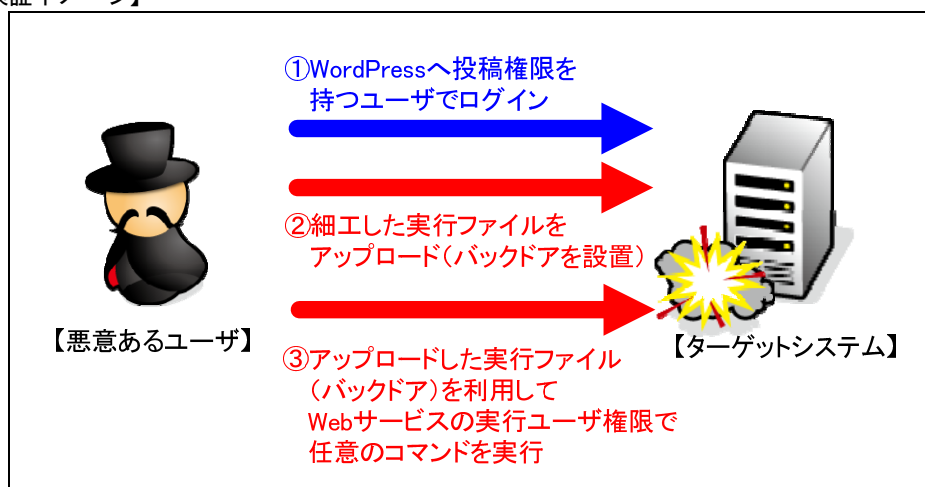 ①WordPressへ投稿権限を
持つユーザでログイン
②細工した実行ファイルを
アップロード（バックドアを設置）
【悪意あるユーザ】
【ターゲットシステム】
③アップロードした実行ファイル
（バックドア）を利用して
Webサービスの実行ユーザ権限で
任意のコマンドを実行